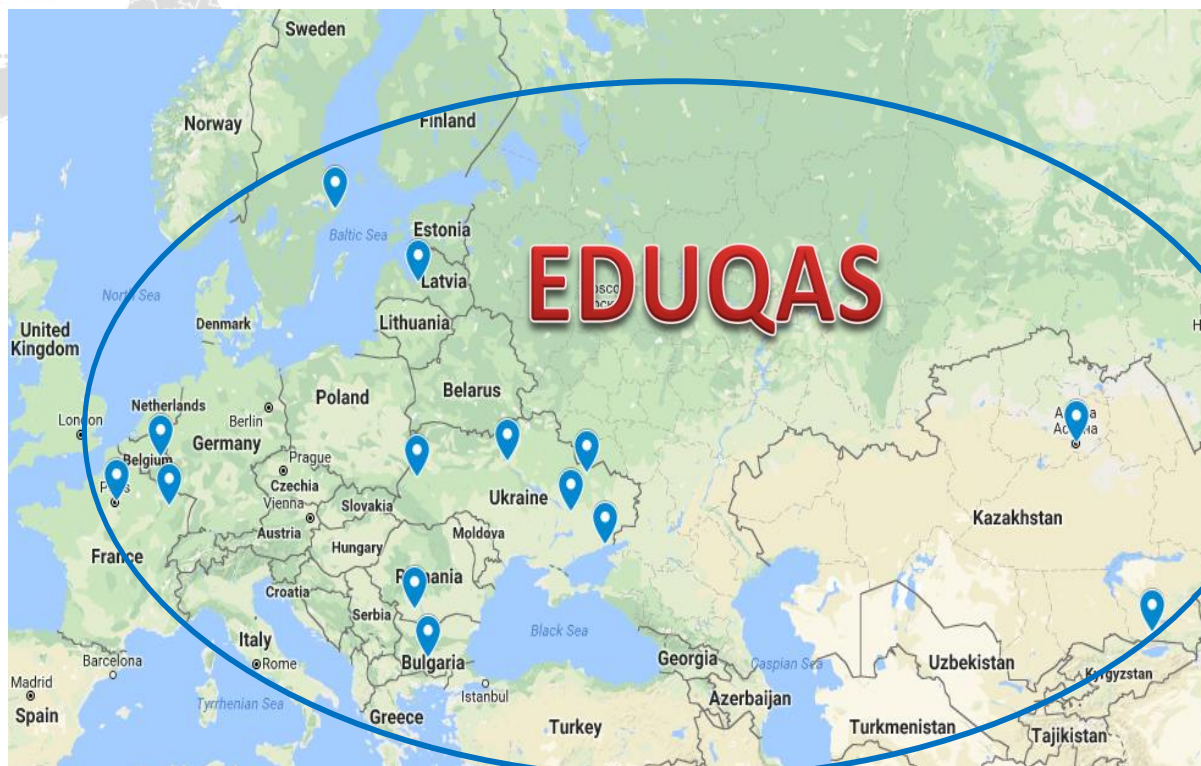 Sweden
Norway
Finland
Baltic Sea
Estonia
EDUQAS
Latvia
North Sea
United
Kingdom
Denmark
Lithuania
Belarus
Poland
Netherlands
London
Berlin
Germany
Belgium
Prague
Czechia
Vienna
Slovakia
Ukraine
Kazakhstan
Austria
France
Hungary
Moldova
Croatia
Serbia
Italy
Black Sea
Barcelona
Rome
Bulgaria
Georgia
Caspian Sea
Uzbekistan
Kyrgyzstan
Madrid
Spain
Tyrrhenian Sea
Istanbul
Azerbaijan
Greece
Turkey
Turkmenistan
Tajikistan